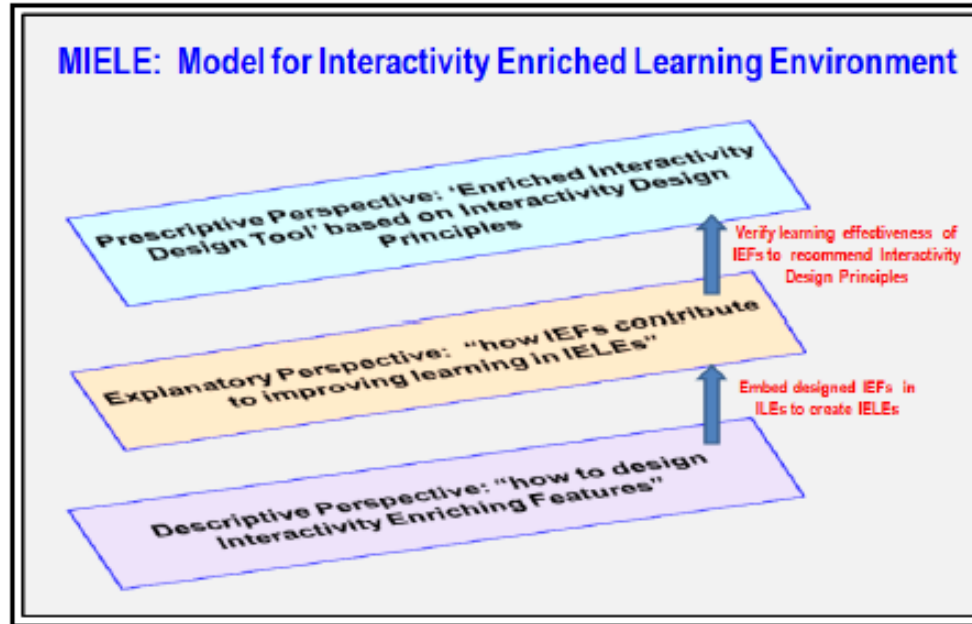 MIELE: Model for Interactivity Enriched Learning Environment
Prescriptive Perspective: ‘Enriched Interactivity
Design Tool’ based on Interactivity Design
Principles
Verify learning effectiveness of
IEFs to recommend Interactivity
Design Principles
Explanatory Perspective: “how IEFs contribute
to improving learning in IELEs”
Embed designed IEFs in
ILEs to create IELEs
Descriptive Perspective: “how to design
Interactivity Enriching Features”